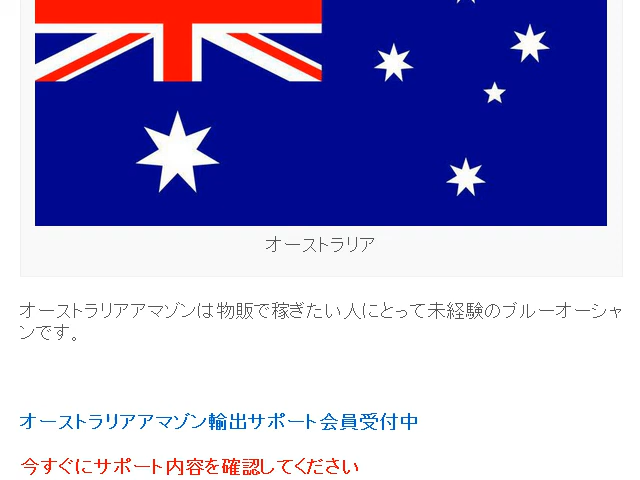 オーストラリア
オーストラリアアマゾンは物販で稼ぎたい人にとって未経験のブルーオーシャ
ンです。
オーストラリアアマゾン輸出サポート会員受付中
今すぐにサポート内容を確認してください